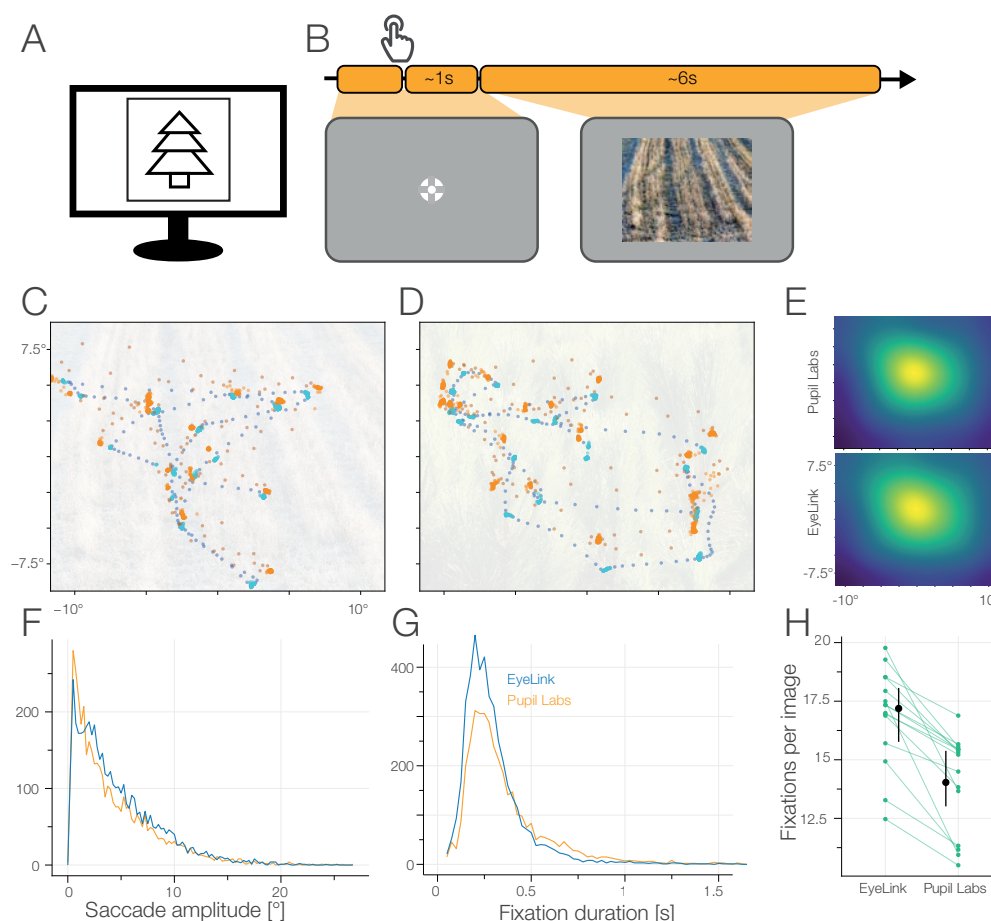 A
B
~1s
~6s
C
D
E
7.5°
−7.5°
−10°
10°
Pupil Labs
7.5°
EyeLink
-7.5°
-10°
10°
F
200
100
0
0
10
20
Saccade amplitude [°]
G
400
200
0
0
0.5
1.0
1.5
EyeLink
Pupil Labs
Fixation duration [s]
H
20
17.5
15
12.5
Fixations per image
EyeLink
Pupil Labs